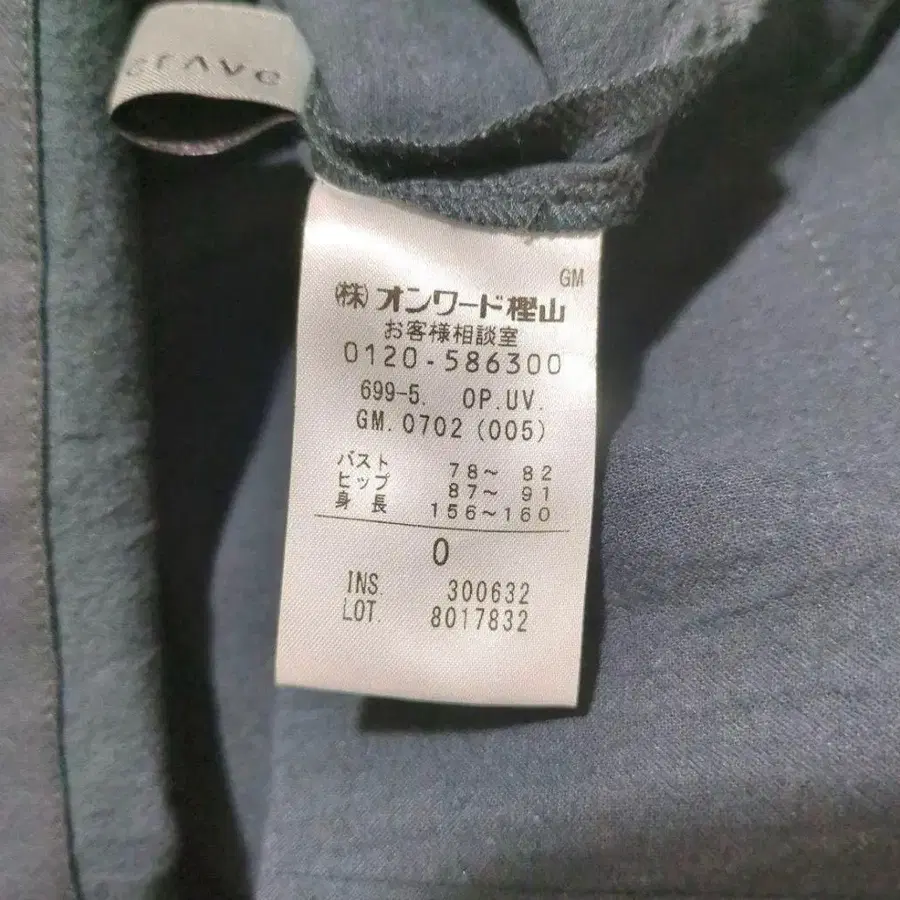 GM
(株)オンワード樫山
お客様相談室
0120-586300
699-5. OP.UV.
GM.0702(005)
バスト 78～ 82
ヒップ 87～ 91
身長 156～160
0
INS. 300632
LOT. 8017832